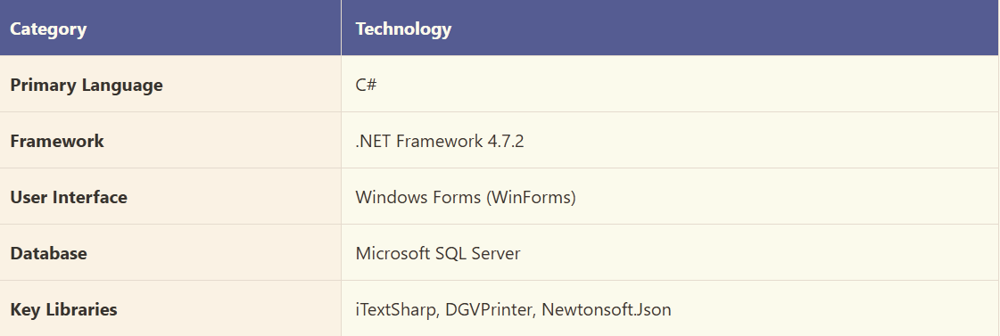 Category Technology
Primary Language C#
Framework .NET Framework 4.7.2
User Interface Windows Forms (WinForms)
Database Microsoft SQL Server
Key Libraries iTextSharp, DGVPrinter, Newtonsoft.Json